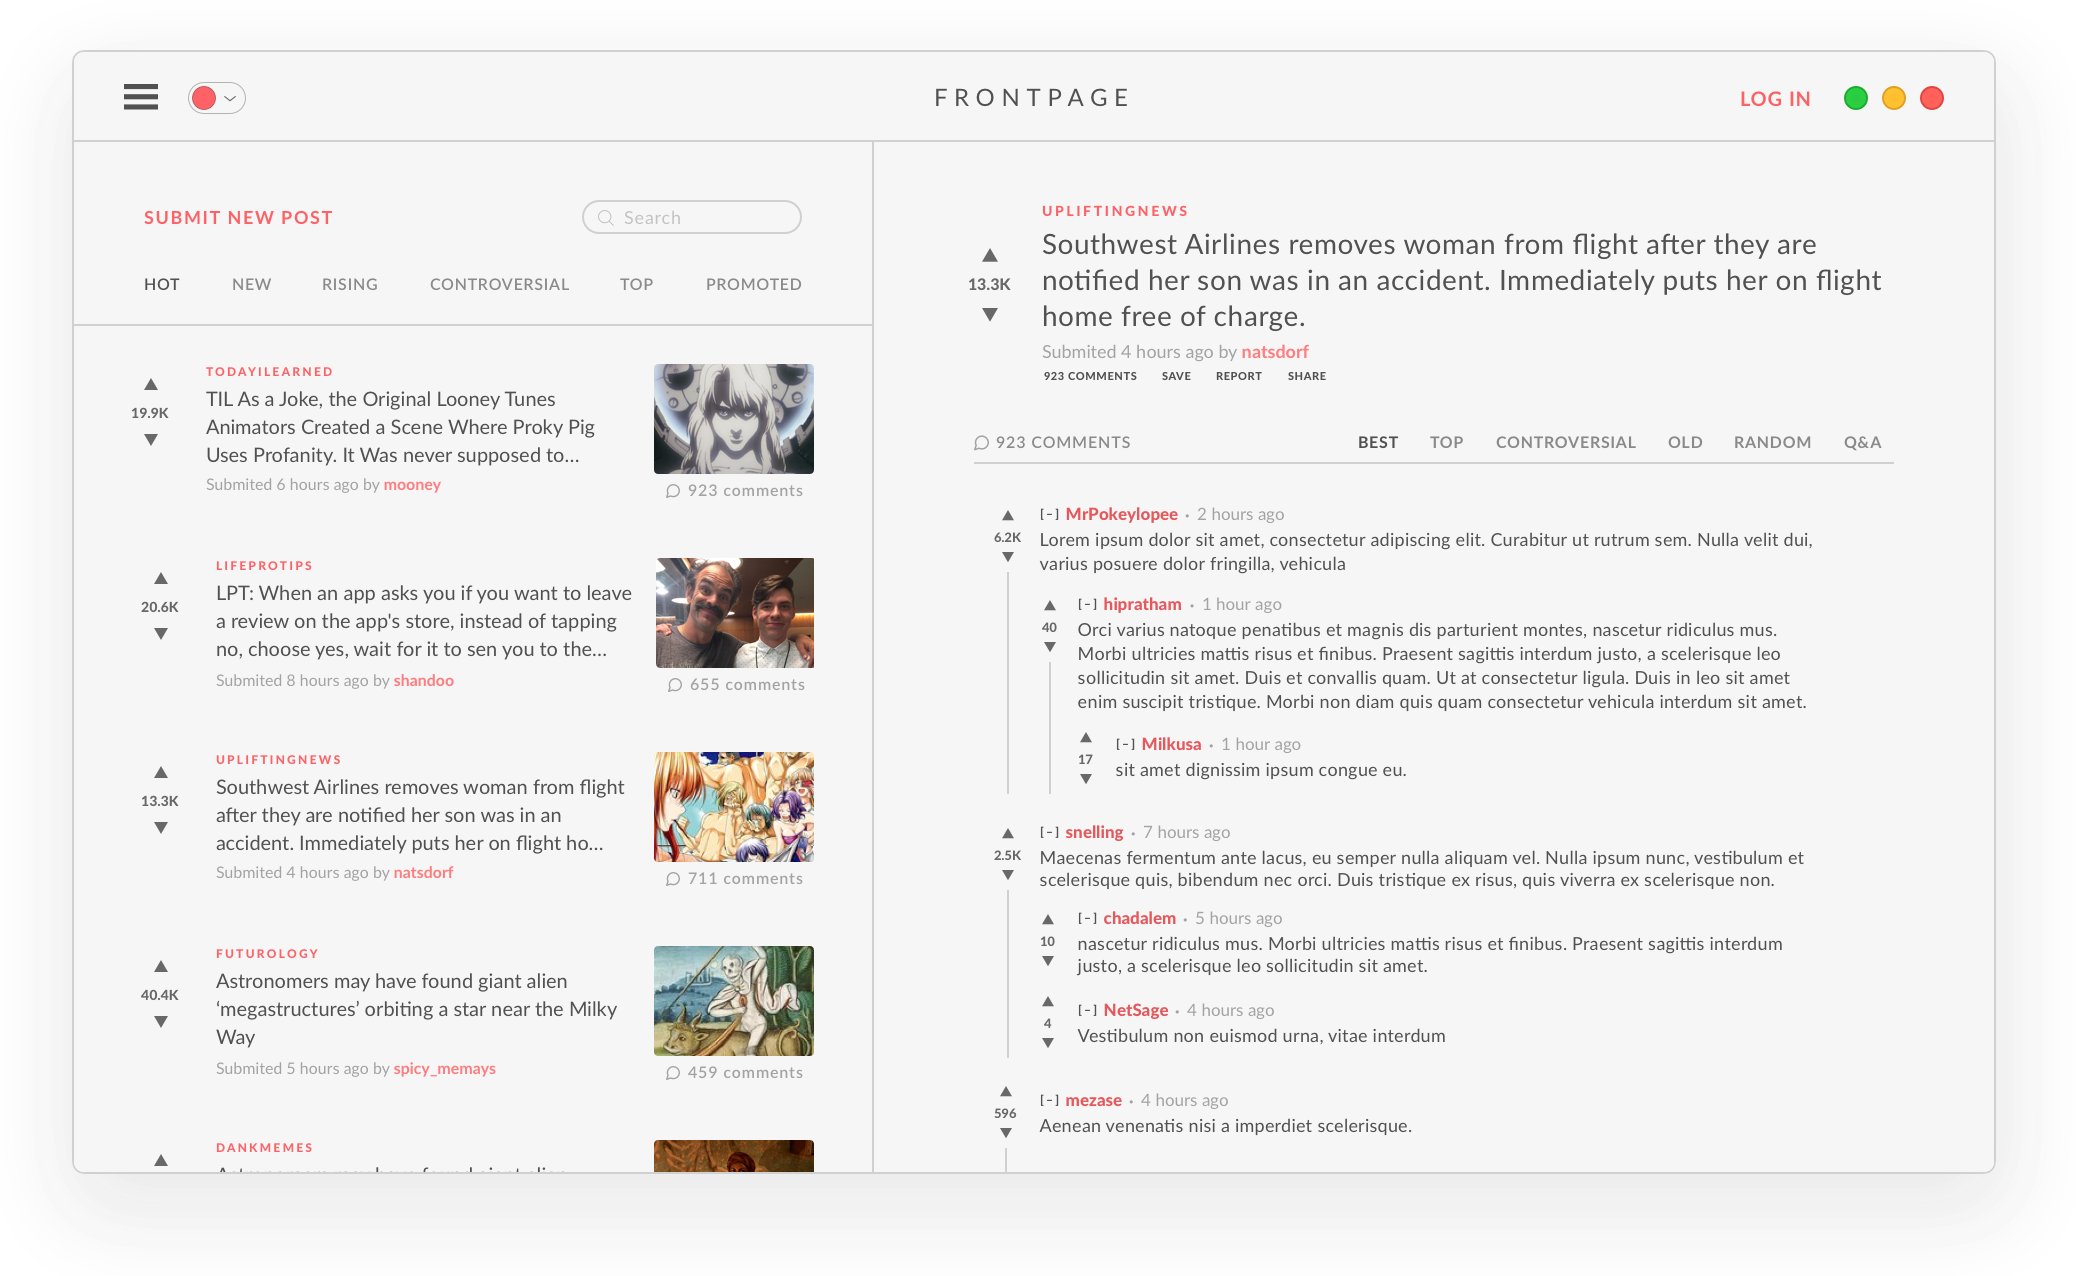 FRONTPAGE
LOG IN
SUBMIT NEW POST
Search
HOT NEW RISING CONTROVERSIAL TOP PROMOTED
TODAYILEARNED
19.9K
TIL As a Joke, the Original Looney Tunes
Animators Created a Scene Where Proky Pig
Uses Profanity. It Was never supposed to...
Submited 6 hours ago by mooney
923 comments
LIFEPROTIPS
20.6K
LPT: When an app asks you if you want to leave
a review on the app's store, instead of tapping
no, choose yes, wait for it to sen you to the...
Submited 8 hours ago by shandoo
655 comments
UPLIFTINGNEWS
13.3K
Southwest Airlines removes woman from flight
after they are notified her son was in an
accident. Immediately puts her on flight ho...
Submited 4 hours ago by natsdorf
711 comments
FUTUROLOGY
40.4K
Astronomers may have found giant alien
‘megastructures’ orbiting a star near the Milky
Way
Submited 5 hours ago by spicy_memays
459 comments
DANKMEMES
Astronomers may have found giant alien
UPLIFTINGNEWS
13.3K
Southwest Airlines removes woman from flight after they are
notified her son was in an accident. Immediately puts her on flight
home free of charge.
Submited 4 hours ago by natsdorf
923 COMMENTS SAVE REPORT SHARE
923 COMMENTS BEST TOP CONTROVERSIAL OLD RANDOM Q&A
[-] MrPokeylopee • 2 hours ago
6.2K
Lorem ipsum dolor sit amet, consectetur adipiscing elit. Curabitur ut rutrum sem. Nulla velit dui,
varius posuere dolor fringilla, vehicula
[-] hipratham • 1 hour ago
40
Orci varius natoque penatibus et magnis dis parturient montes, nascetur ridiculus mus.
Morbi ultricies mattis risus et finibus. Praesent sagittis interdum justo, a scelerisque leo
sollicitudin sit amet. Duis et convallis quam. Ut at consectetur ligula. Duis in leo sit amet
enim suscipit tristique. Morbi non diam quis quam consectetur vehicula interdum sit amet.
[-] Milkusa • 1 hour ago
17
sit amet dignissim ipsum congue eu.
[-] snelling • 7 hours ago
2.5K
Maecenas fermentum ante lacus, eu semper nulla aliquam vel. Nulla ipsum nunc, vestibulum et
scelerisque quis, bibendum nec orci. Duis tristique ex risus, quis viverra ex scelerisque non.
[-] chadalem • 5 hours ago
10
nascetur ridiculus mus. Morbi ultricies mattis risus et finibus. Praesent sagittis interdum
justo, a scelerisque leo sollicitudin sit amet.
[-] NetSage • 4 hours ago
4
Vestibulum non euismod urna, vitae interdum
[-] mezase • 4 hours ago
596
Aenean venenatis nisi a imperdiet scelerisque.